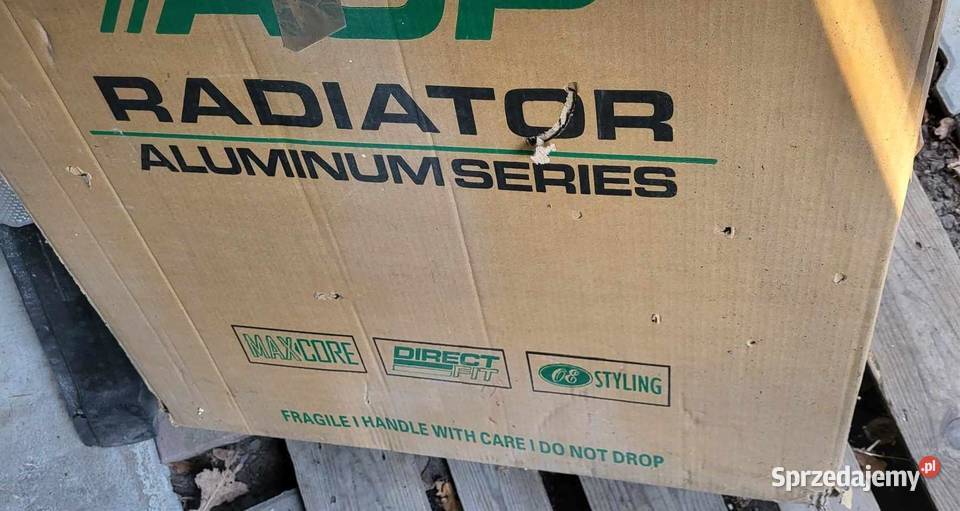 RADIATOR
ALUMINUM SERIES
MAXCORE
DIRECT
FIT
OE STYLING
FRAGILE I HANDLE WITH CARE I DO NOT DROP
Sprzedajemy.pl